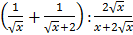 (1/√x + 1/(√x+2)) : 2√x/(x+2√x)